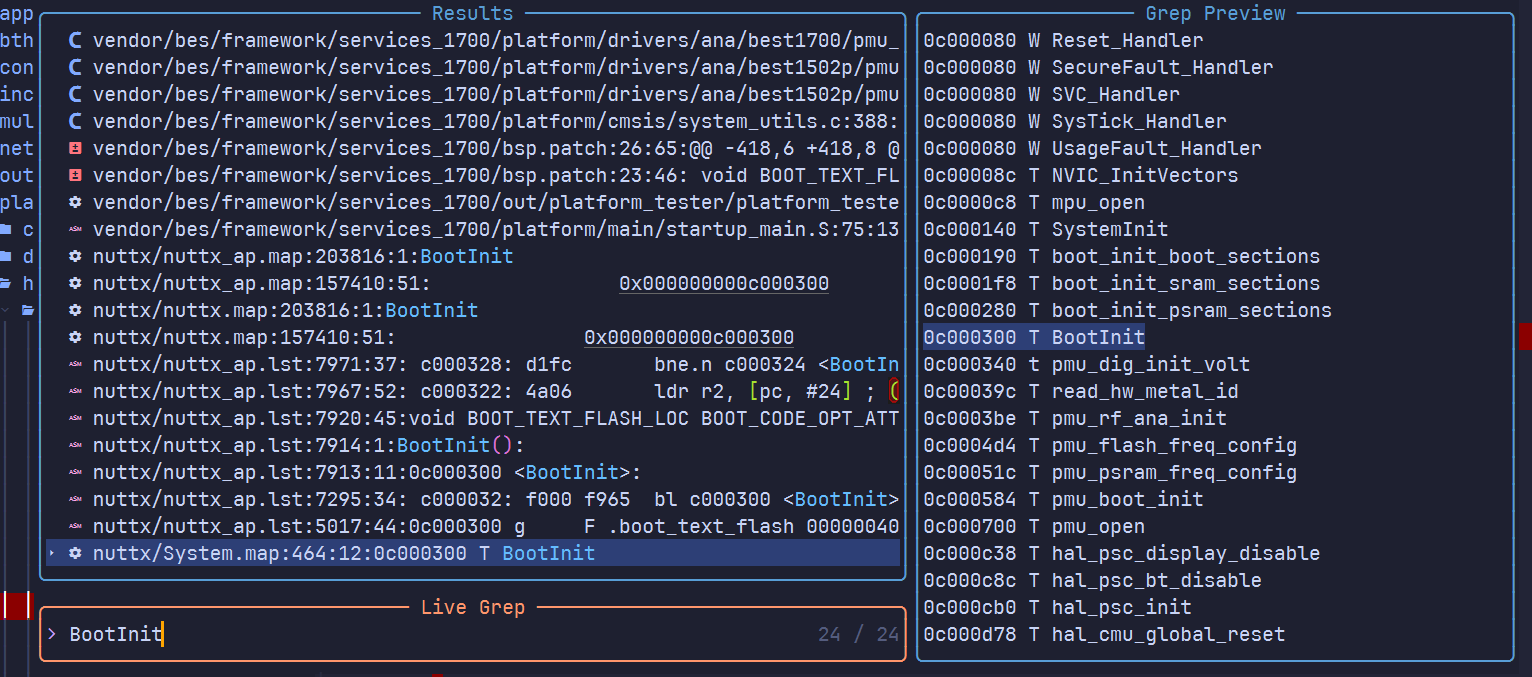 app
bth
con
inc
mul
net
out
pla
c
d
h
Results
vendor/bes/framework/services_1700/platform/drivers/ana/best1700/pmu_
vendor/bes/framework/services_1700/platform/drivers/ana/best1502p/pmu
vendor/bes/framework/services_1700/platform/drivers/ana/best1502p/pmu
vendor/bes/framework/services_1700/platform/cmsis/system_utils.c:388:
vendor/bes/framework/services_1700/bsp.patch:26:65:@@ -418,6 +418,8 @
vendor/bes/framework/services_1700/bsp.patch:23:46: void BOOT_TEXT_FL
vendor/bes/framework/services_1700/out/platform_tester/platform_teste
vendor/bes/framework/services_1700/platform/main/startup_main.S:75:13
nuttx/nuttx_ap.map:203816:1:BootInit
nuttx/nuttx_ap.map:157410:51: 0x000000000c000300
nuttx/nuttx.map:203816:1:BootInit
nuttx/nuttx.map:157410:51: 0x000000000c000300
nuttx/nuttx_ap.lst:7971:37: c000328: d1fc bne.n c000324 <BootIn
nuttx/nuttx_ap.lst:7967:52: c000322: 4a06 ldr r2, [pc, #24] ; (
nuttx/nuttx_ap.lst:7920:45:void BOOT_TEXT_FLASH_LOC BOOT_CODE_OPT_ATT
nuttx/nuttx_ap.lst:7914:1:BootInit():
nuttx/nuttx_ap.lst:7913:11:0c000300 <BootInit>:
nuttx/nuttx_ap.lst:7295:34: c000032: f000 f965 bl c000300 <BootInit>
nuttx/nuttx_ap.lst:5017:44:0c000300 g F .boot_text_flash 00000040
nuttx/System.map:464:12:0c000300 T BootInit
Live Grep
> BootInit 24 / 24
Grep Preview
0c000080 W Reset_Handler
0c000080 W SecureFault_Handler
0c000080 W SVC_Handler
0c000080 W SysTick_Handler
0c000080 W UsageFault_Handler
0c00008c T NVIC_InitVectors
0c0000c8 T mpu_open
0c000140 T SystemInit
0c000190 T boot_init_boot_sections
0c0001f8 T boot_init_sram_sections
0c000280 T boot_init_psram_sections
0c000300 T BootInit
0c000340 t pmu_dig_init_volt
0c00039c T read_hw_metal_id
0c0003be T pmu_rf_ana_init
0c0004d4 T pmu_flash_freq_config
0c00051c T pmu_psram_freq_config
0c000584 T pmu_boot_init
0c000700 T pmu_open
0c000c38 T hal_psc_display_disable
0c000c8c T hal_psc_bt_disable
0c000cb0 T hal_psc_init
0c000d78 T hal_cmu_global_reset